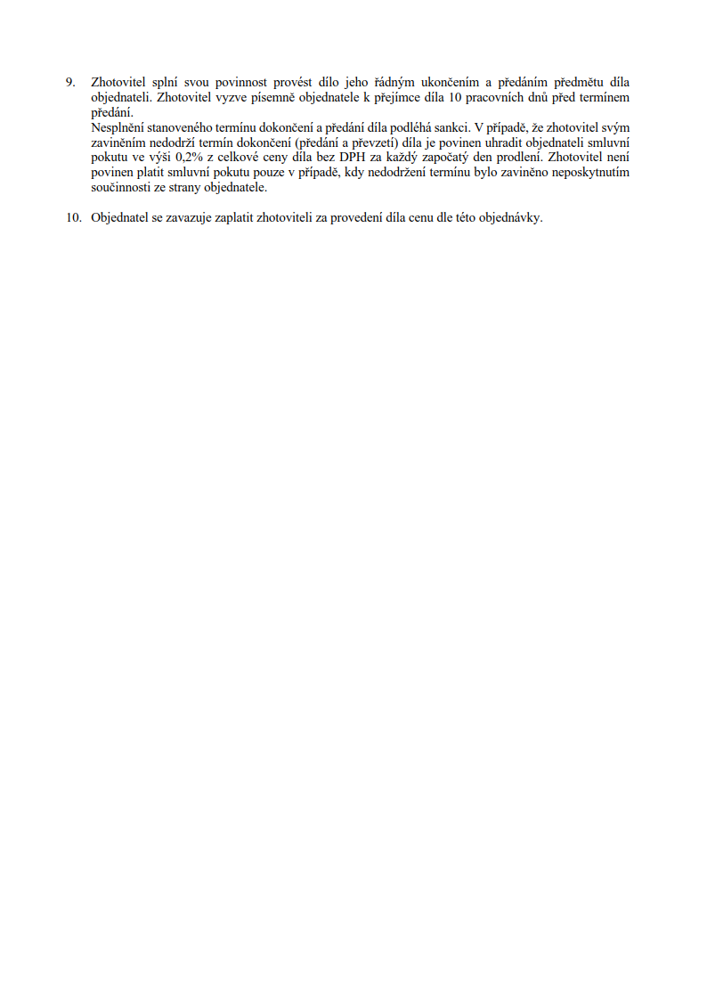 9. Zhotovitel splní svou povinnost provést dílo jeho řádným ukončením a předáním předmětu díla
objednateli. Zhotovitel vyzve písemně objednatele k přejímce díla 10 pracovních dnů před termínem
předání.
Nesplnění stanoveného termínu dokončení a předání díla podléhá sankci. V případě, že zhotovitel svým
zaviněním nedodrží termín dokončení (předání a převzetí) díla je povinen uhradit objednateli smluvní
pokutu ve výši 0,2% z celkové ceny díla bez DPH za každý započatý den prodlení. Zhotovitel není
povinen platit smluvní pokutu pouze v případě, kdy nedodržení termínu bylo zaviněno neposkytnutím
součinnosti ze strany objednatele.
10. Objednatel se zavazuje zaplatit zhotoviteli za provedení díla cenu dle této objednávky.